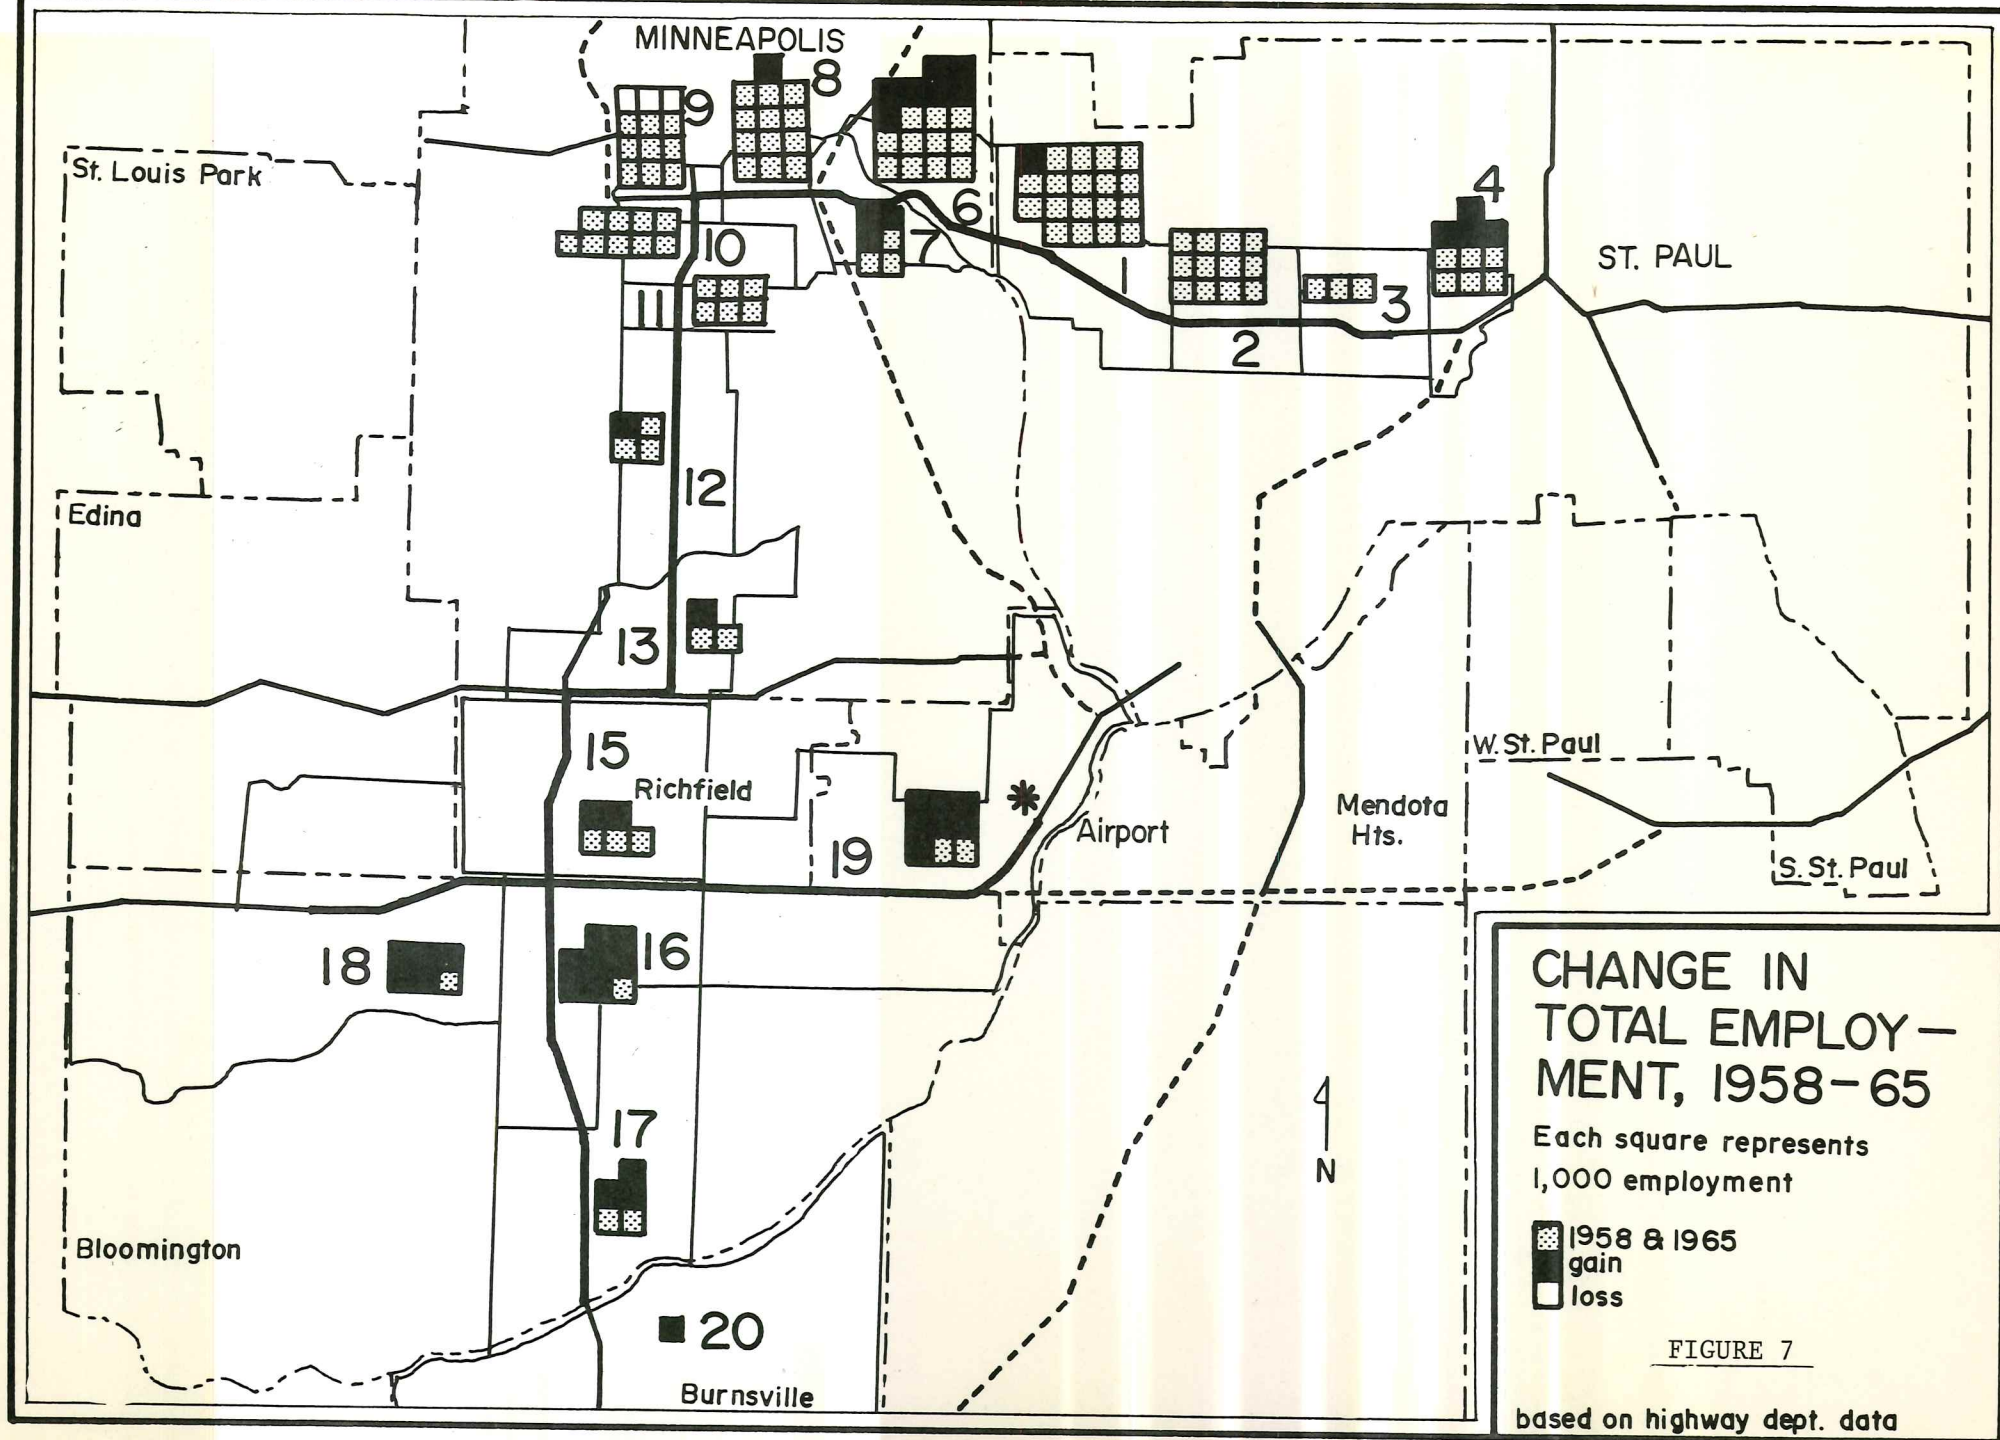 MINNEAPOLIS
8
9
St. Louis Park
4
6
10
7
1
ST. PAUL
11
3
2
12
Edina
13
15
Richfield
W. St. Paul
Mendota
Hts.
Airport
19
S. St. Paul
18
16
17
N
Bloomington
20
Burnsville
CHANGE IN
TOTAL EMPLOY—
MENT, 1958-65
Each square represents
1,000 employment
1958 & 1965
gain
loss
FIGURE 7
based on highway dept. data